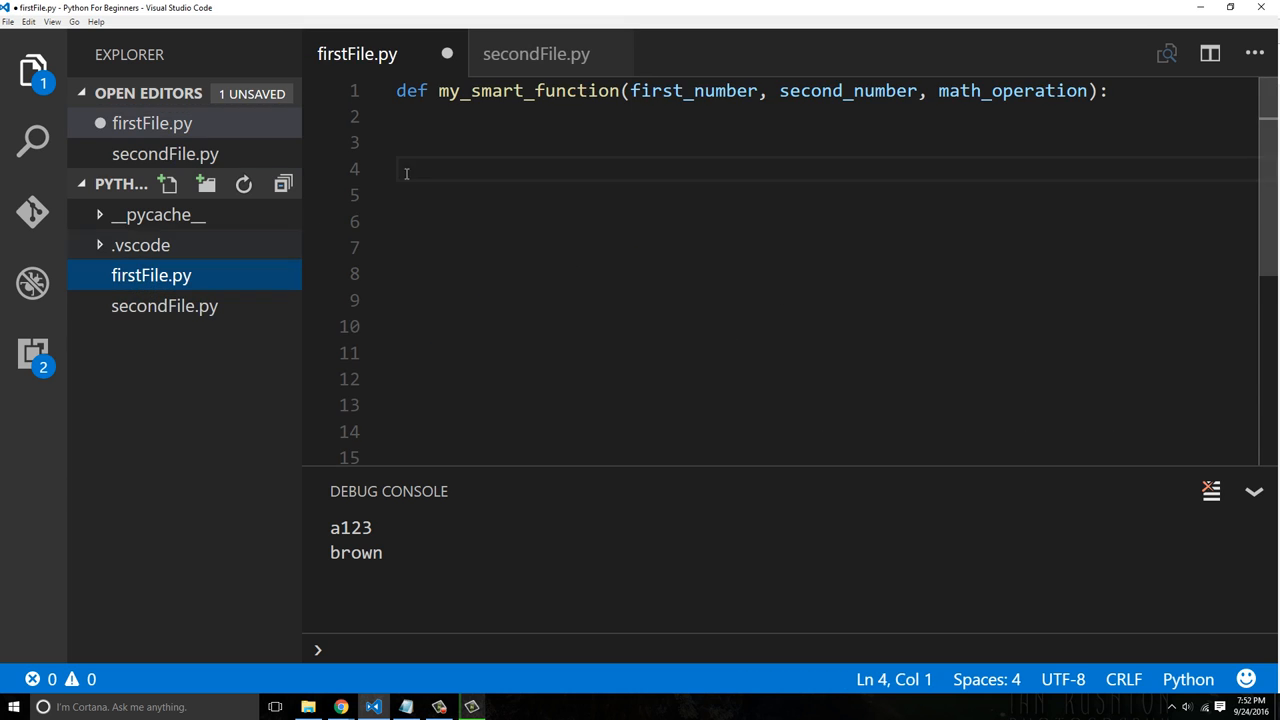 ● firstFile.py - Python For Beginners - Visual Studio Code
File Edit View Go Help
EXPLORER
OPEN EDITORS 1 UNSAVED
firstFile.py
secondFile.py
PYTH...
__pycache__
.vscode
firstFile.py
secondFile.py
1
2
firstFile.py secondFile.py
1 def my_smart_function(first_number, second_number, math_operation):
2
3
4
5
6
7
8
9
10
11
12
13
14
15
DEBUG CONSOLE
a123
brown
0 0 Ln 4, Col 1 Spaces: 4 UTF-8 CRLF Python
I'm Cortana. Ask me anything.
7:52 PM
9/24/2016